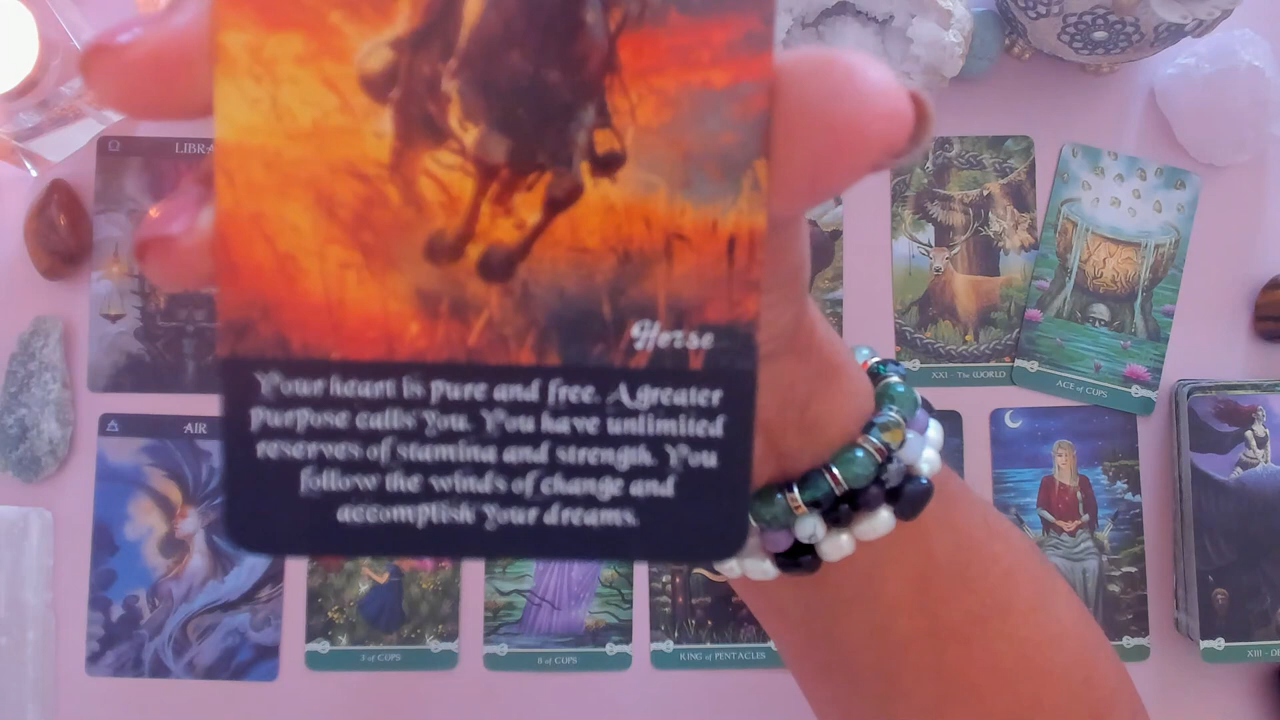 LIBRA
Horse
Your heart is pure and free. A greater
purpose calls you. You have unlimited
reserves of stamina and strength. You
follow the winds of change and
accomplish your dreams.
XXI - The WORLD
ACE of CUPS
AIR
3 of CUPS
8 of CUPS
KING of PENTACLES
XIII -